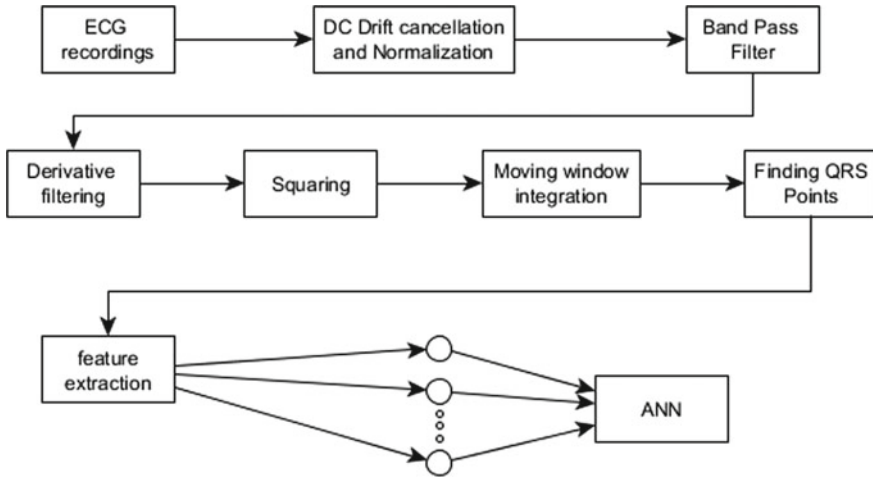 ECG
recordings
DC Drift cancellation
and Normalization
Band Pass
Filter
Derivative
filtering
Squaring
Moving window
integration
Finding QRS
Points
feature
extraction
ANN